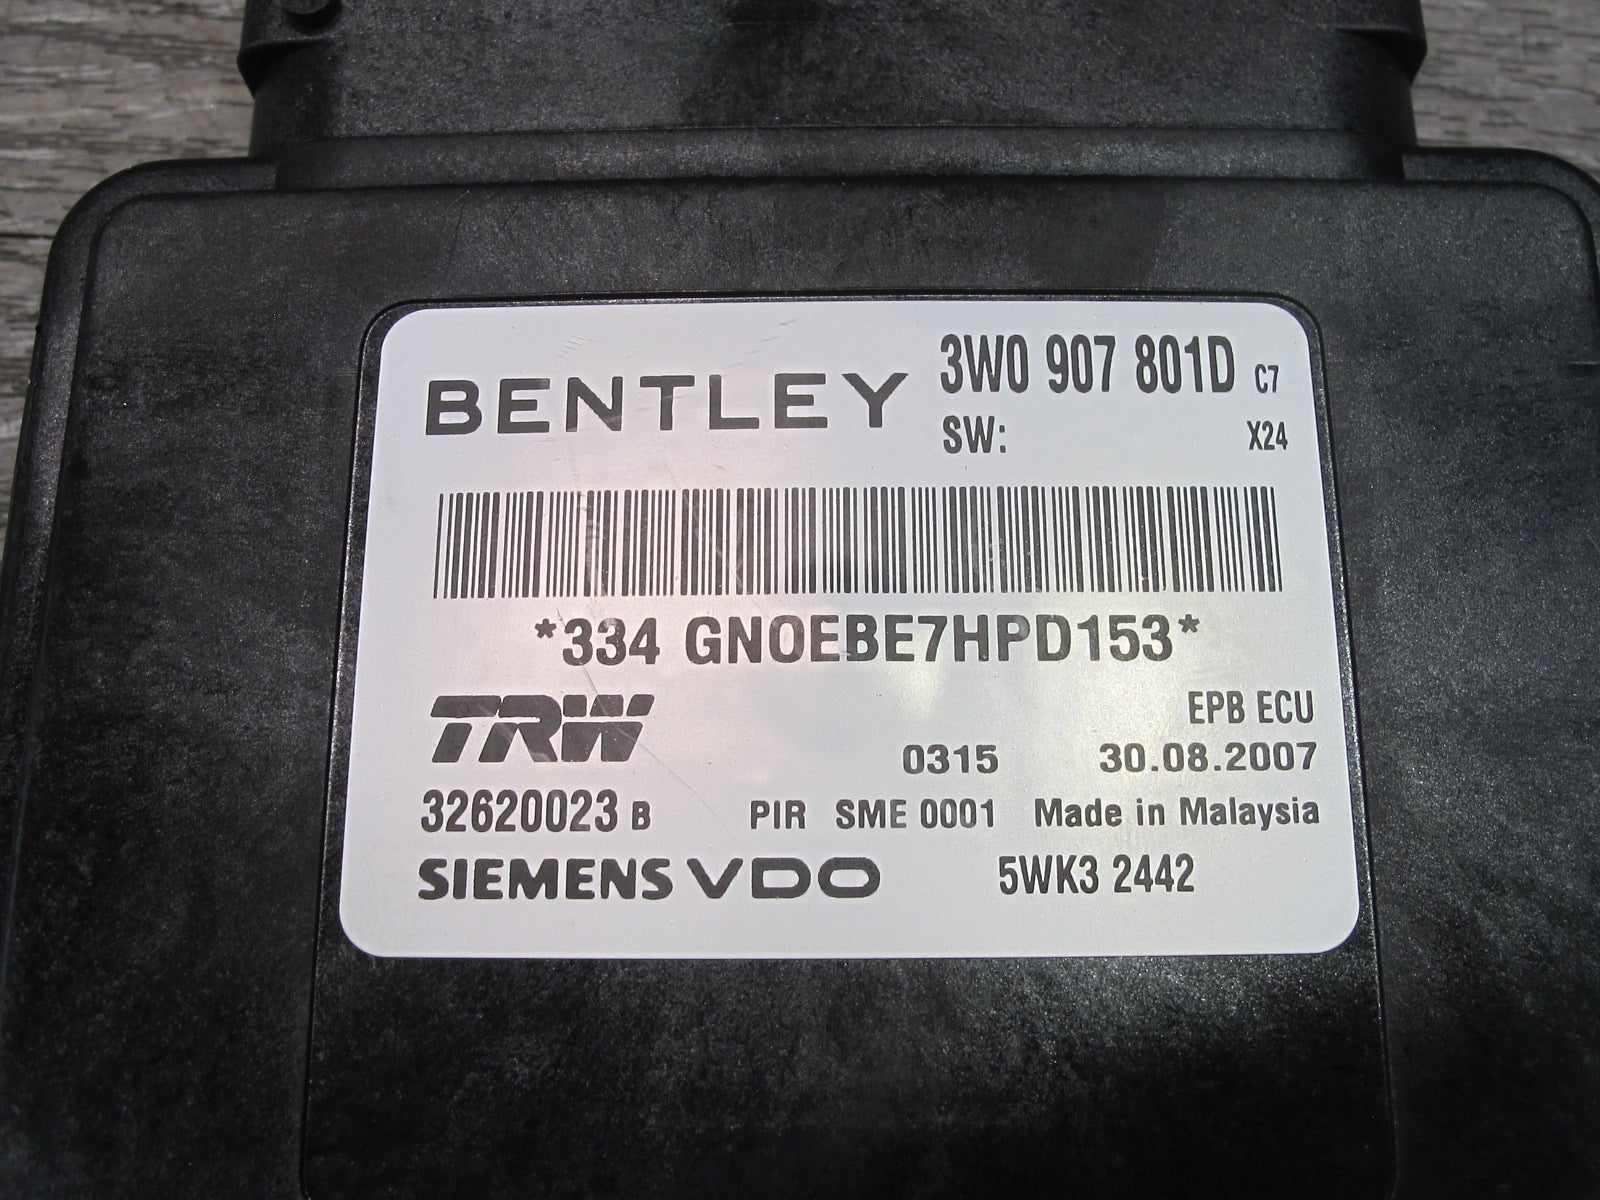 BENTLEY 3W0 907 801D C7
SW: X24
*334 GNOEBE7HPD153*
TRW EPB ECU
0315 30.08.2007
32620023 B PIR SME 0001 Made in Malaysia
SIEMENS VDO 5WK3 2442